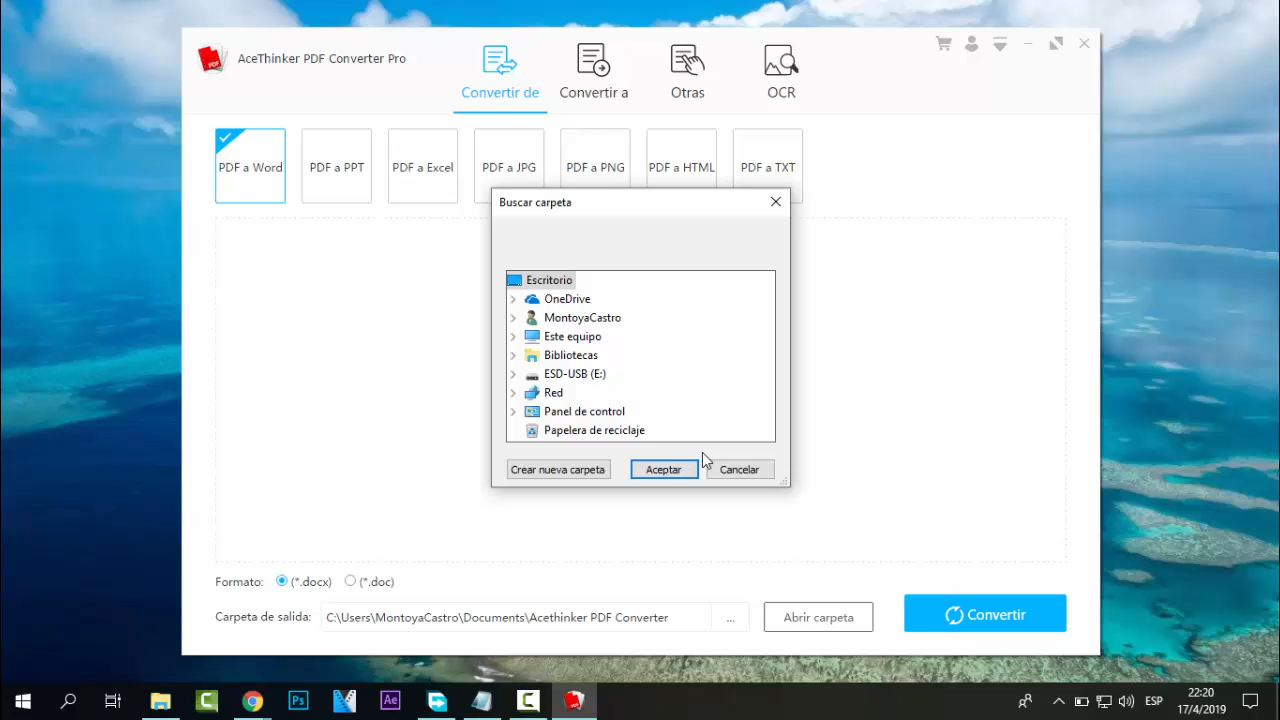 AceThinker PDF Converter Pro
Convertir de
Convertir a
Otras
OCR
PDF a Word
PDF a PPT
PDF a Excel
PDF a JPG
PDF a PNG
PDF a HTML
PDF a TXT
Buscar carpeta
Escritorio
OneDrive
MontoyaCastro
Este equipo
Bibliotecas
ESD-USB (E:)
Red
Panel de control
Papelera de reciclaje
Crear nueva carpeta
Aceptar
Cancelar
Formato: (*.docx) (*.doc)
Carpeta de salida: C:\Users\MontoyaCastro\Documents\Acethinker PDF Converter ... Abrir carpeta
Convertir
PDF
Ps
Ae
ESP
22:20
17/4/2019